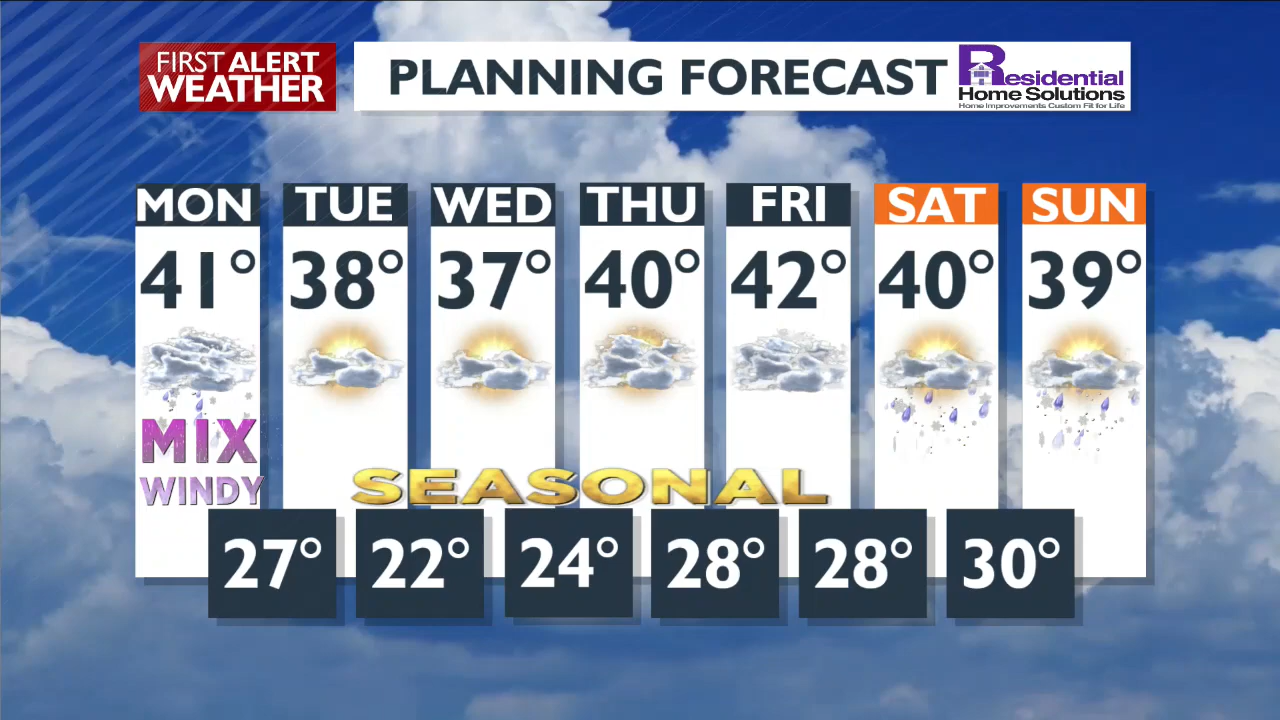 FIRST ALERT
WEATHER
PLANNING FORECAST
Residential
Home Solutions
Home Improvements Custom Fit for Life
MON TUE WED THU FRI SAT SUN
41° 38° 37° 40° 42° 40° 39°
MIX
WINDY
SEASONAL
27° 22° 24° 28° 28° 30°